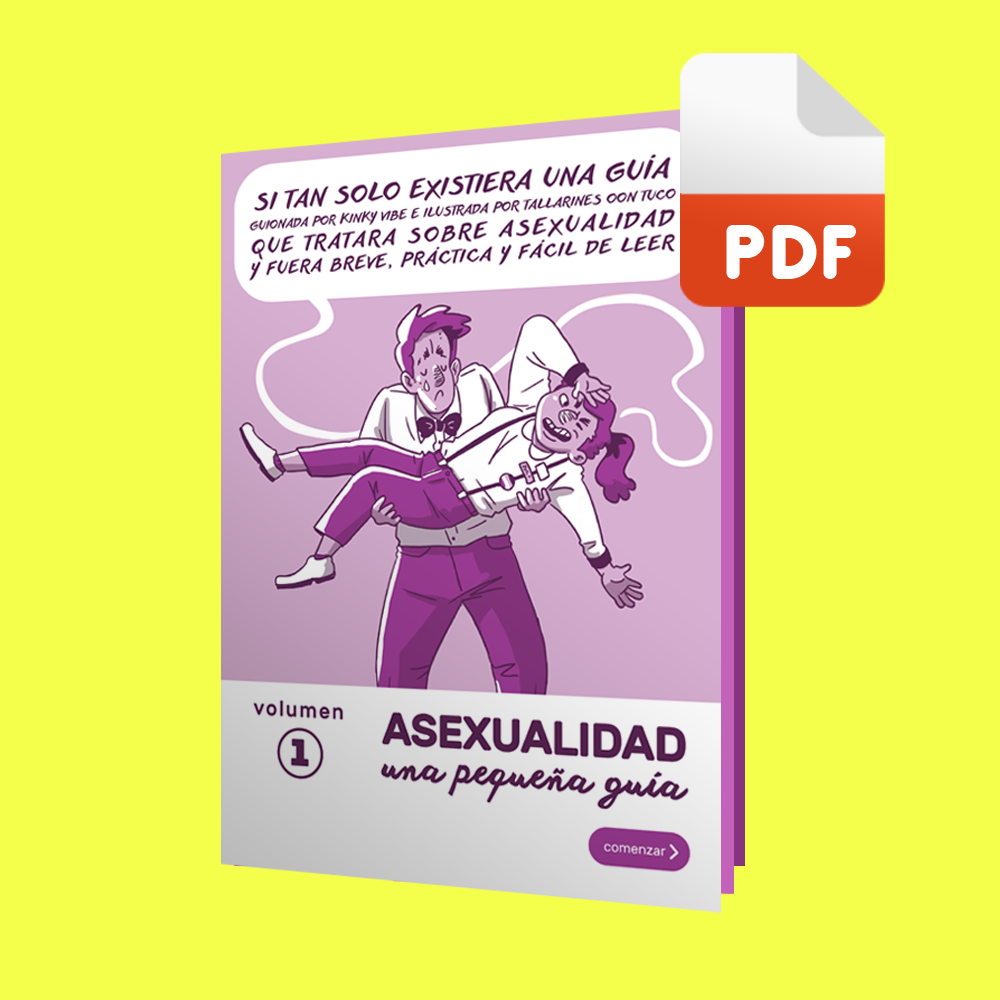 SI TAN SOLO EXISTIERA UNA GUÍA
GUIONADA POR KINKY VIBE E ILUSTRADA POR TALLARINES OON TUCO
QUE TRATARA SOBRE ASEXUALIDAD
Y FUERA BREVE, PRÁCTICA Y FÁCIL DE LEER
PDF
volumen
1
ASEXUALIDAD
una pequeña guía
comenzar >